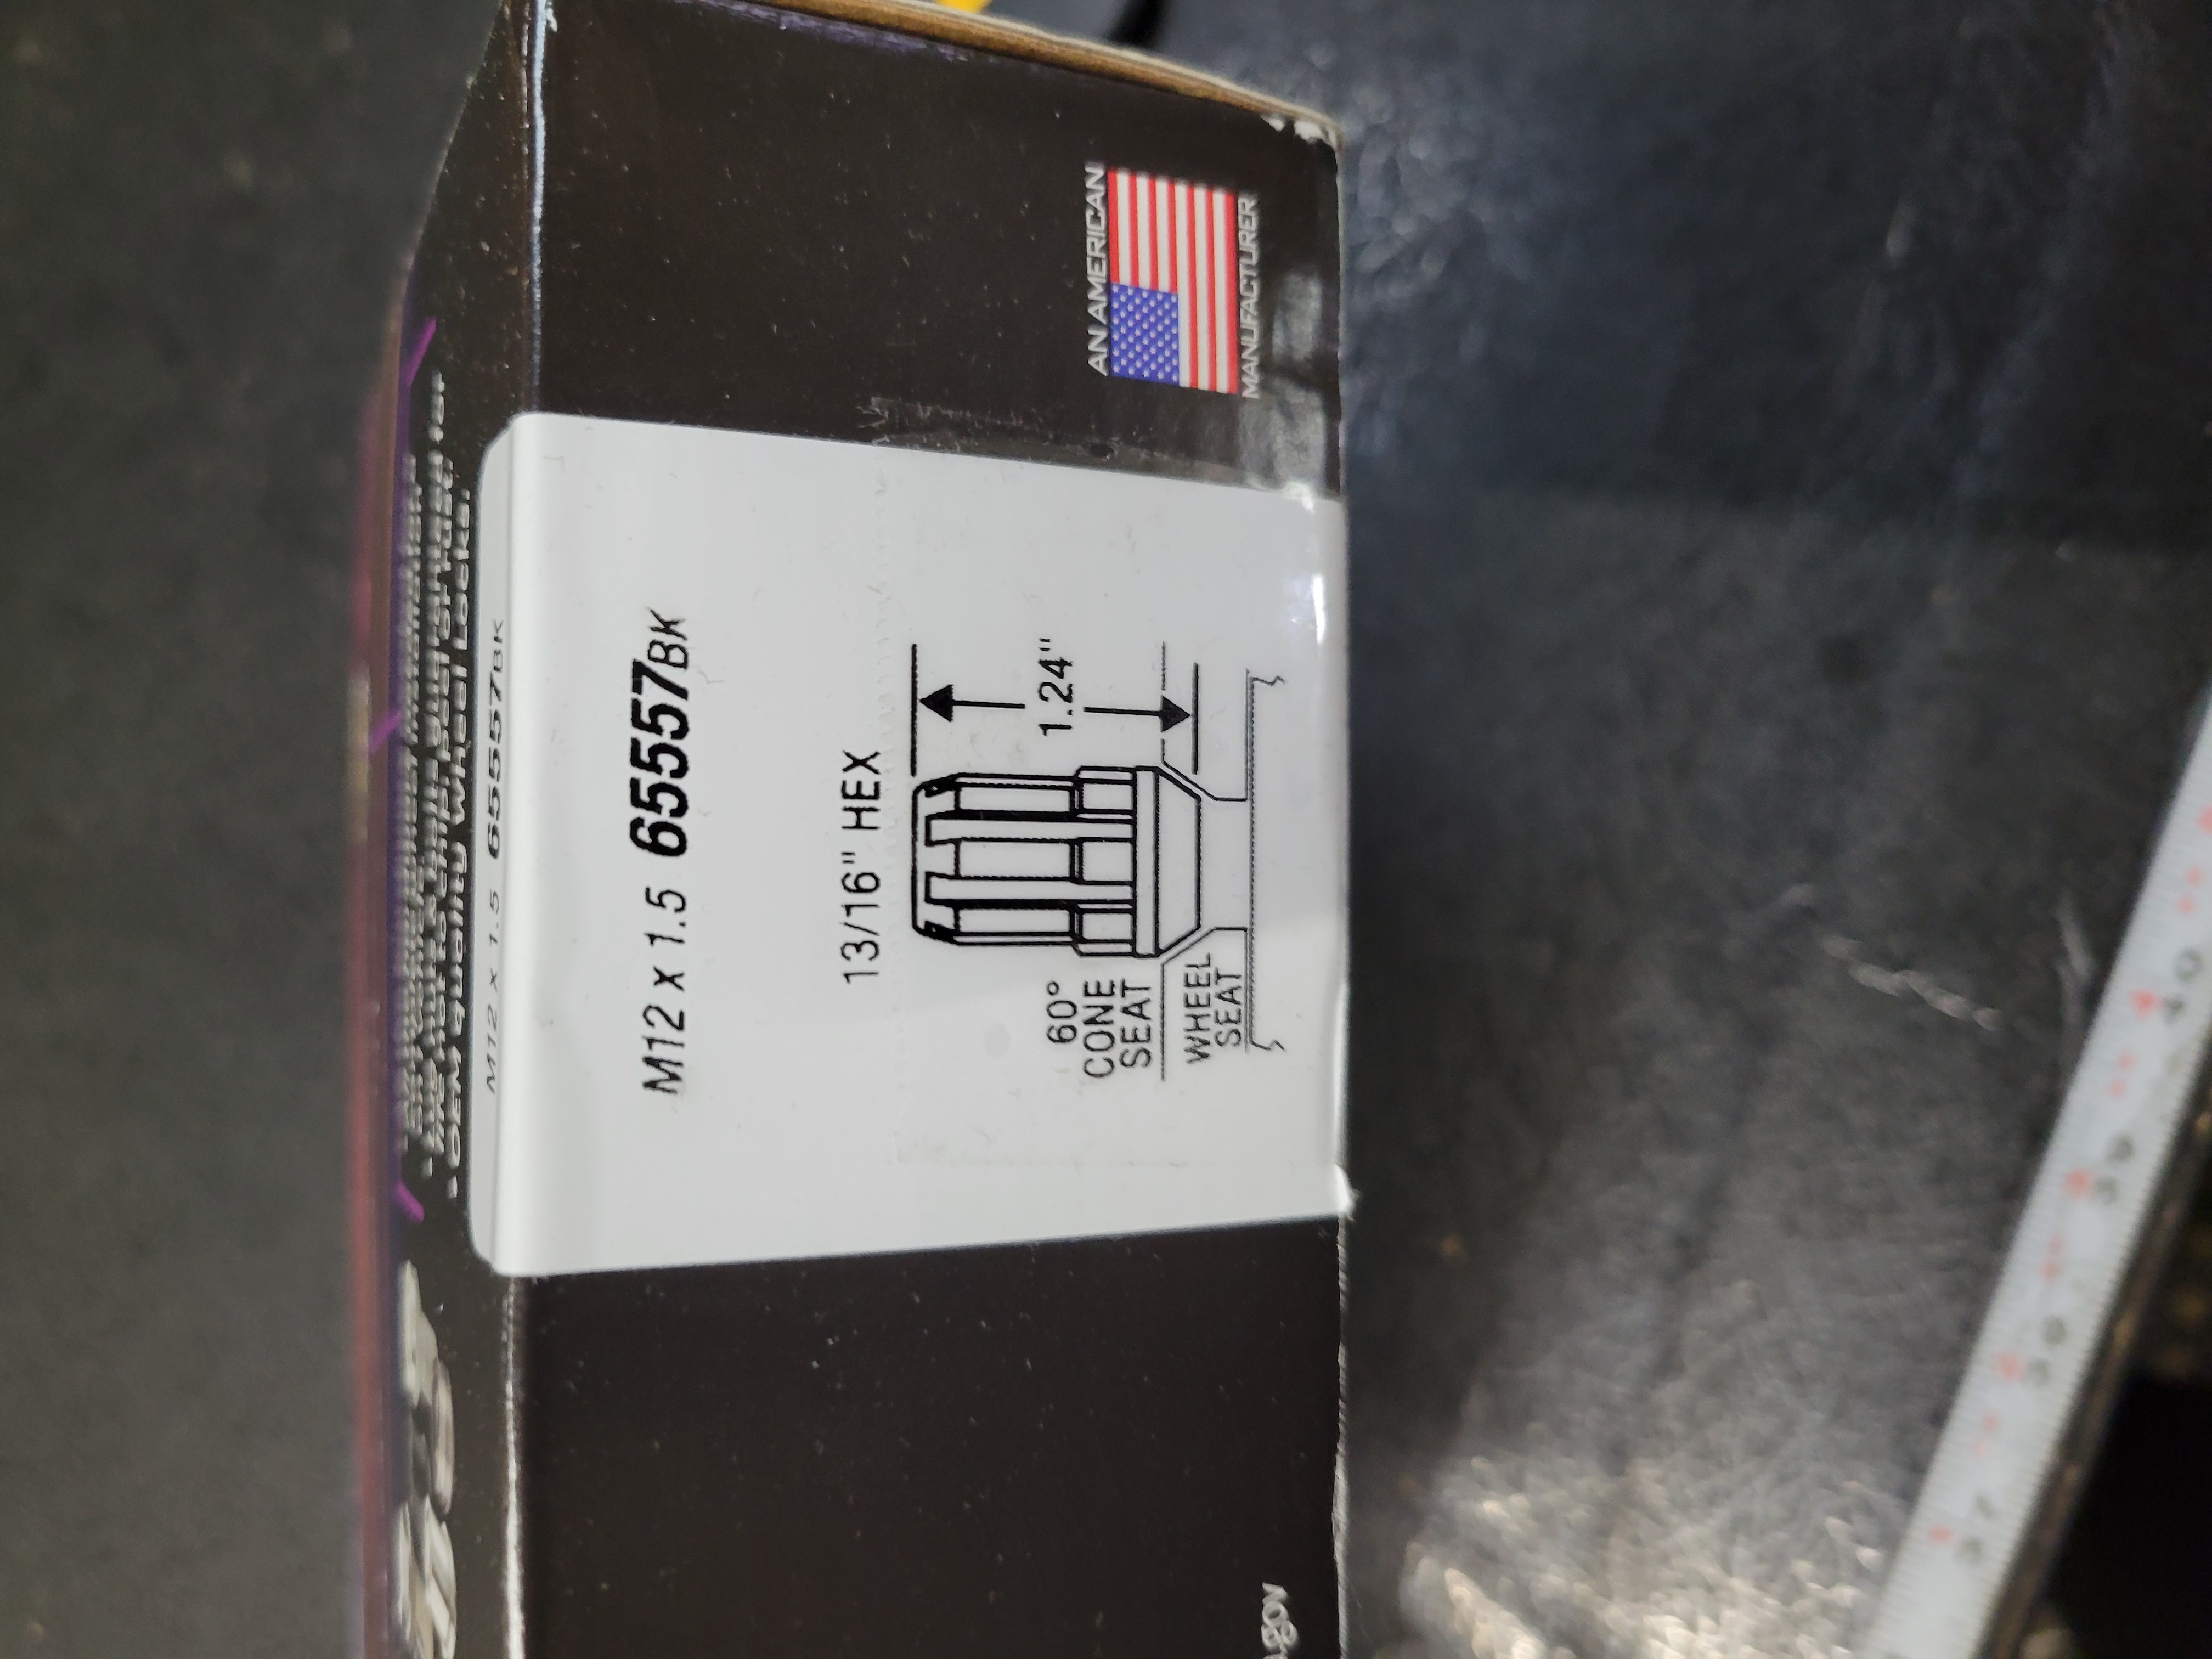 OEM quality Wheel Locks.
M12 x 1.5 65557BK
M12 x 1.5 65557BK
13/16" HEX
1.24"
60°
CONE
SEAT
WHEEL
SEAT
AN AMERICAN
MANUFACTURER
.gov